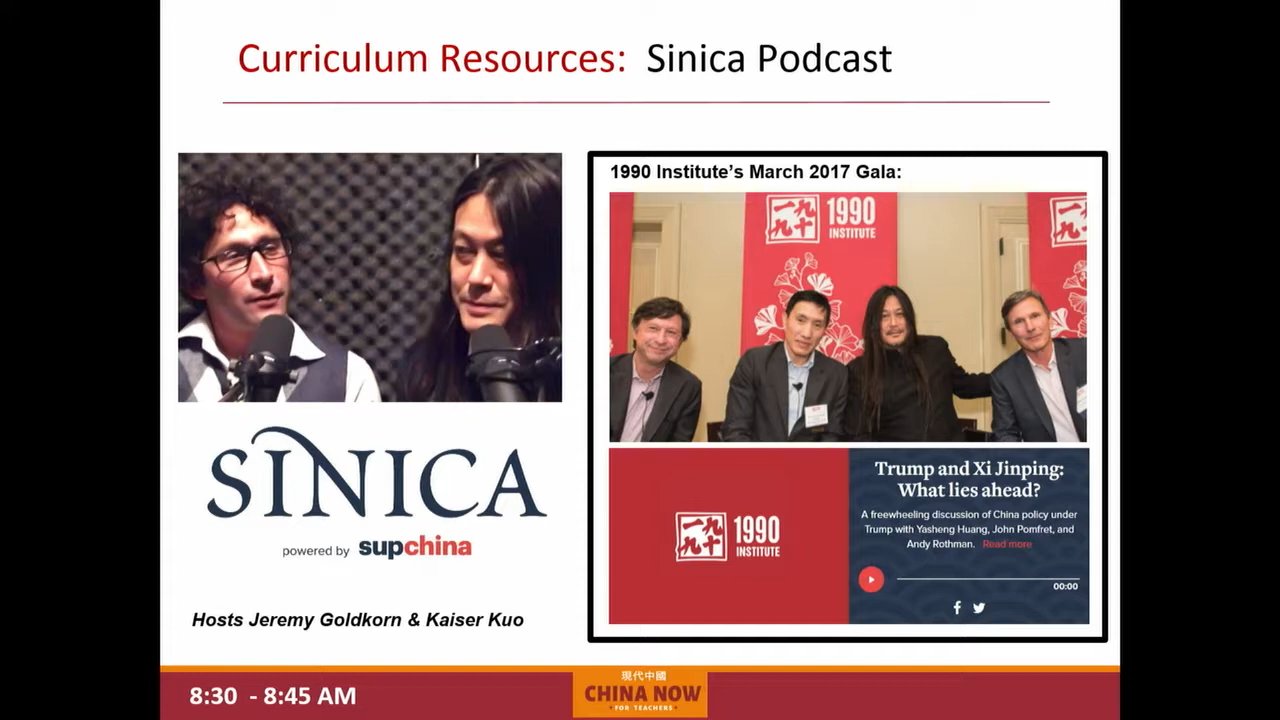 Curriculum Resources: Sinica Podcast
SINICA
powered by supchina
Hosts Jeremy Goldkorn & Kaiser Kuo
1990 Institute's March 2017 Gala:
一九九十
1990
INSTITUTE
一九九十
1990
INSTITUTE
Trump and Xi Jinping:
What lies ahead?
A freewheeling discussion of China policy under
Trump with Yasheng Huang, John Pomfret, and
Andy Rothman. Read more
00:00
8:30 - 8:45 AM
現代中國
CHINA NOW
FOR TEACHERS